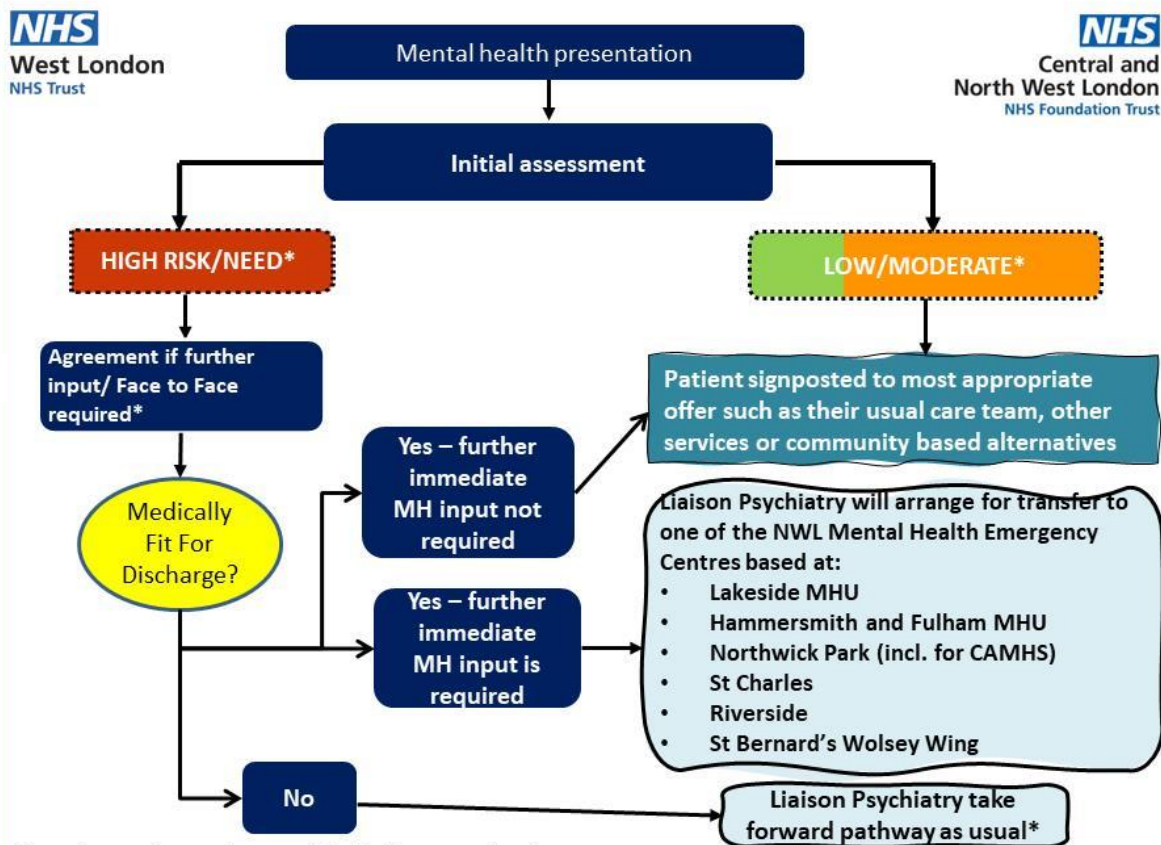 NHS
West London
NHS Trust
NHS
Central and
North West London
NHS Foundation Trust
Mental health presentation
Initial assessment
HIGH RISK/NEED*
LOW/MODERATE*
Agreement if further
input/ Face to Face
required*
Patient signposted to most appropriate
offer such as their usual care team, other
services or community based alternatives
Yes – further
immediate
MH input not
required
Medically
Fit For
Discharge?
Yes – further
immediate
MH input is
required
Liaison Psychiatry will arrange for transfer to
one of the NWL Mental Health Emergency
Centres based at:
• Lakeside MHU
• Hammersmith and Fulham MHU
• Northwick Park (incl. for CAMHS)
• St Charles
• Riverside
• St Bernard's Wolsey Wing
No
Liaison Psychiatry take
forward pathway as usual*